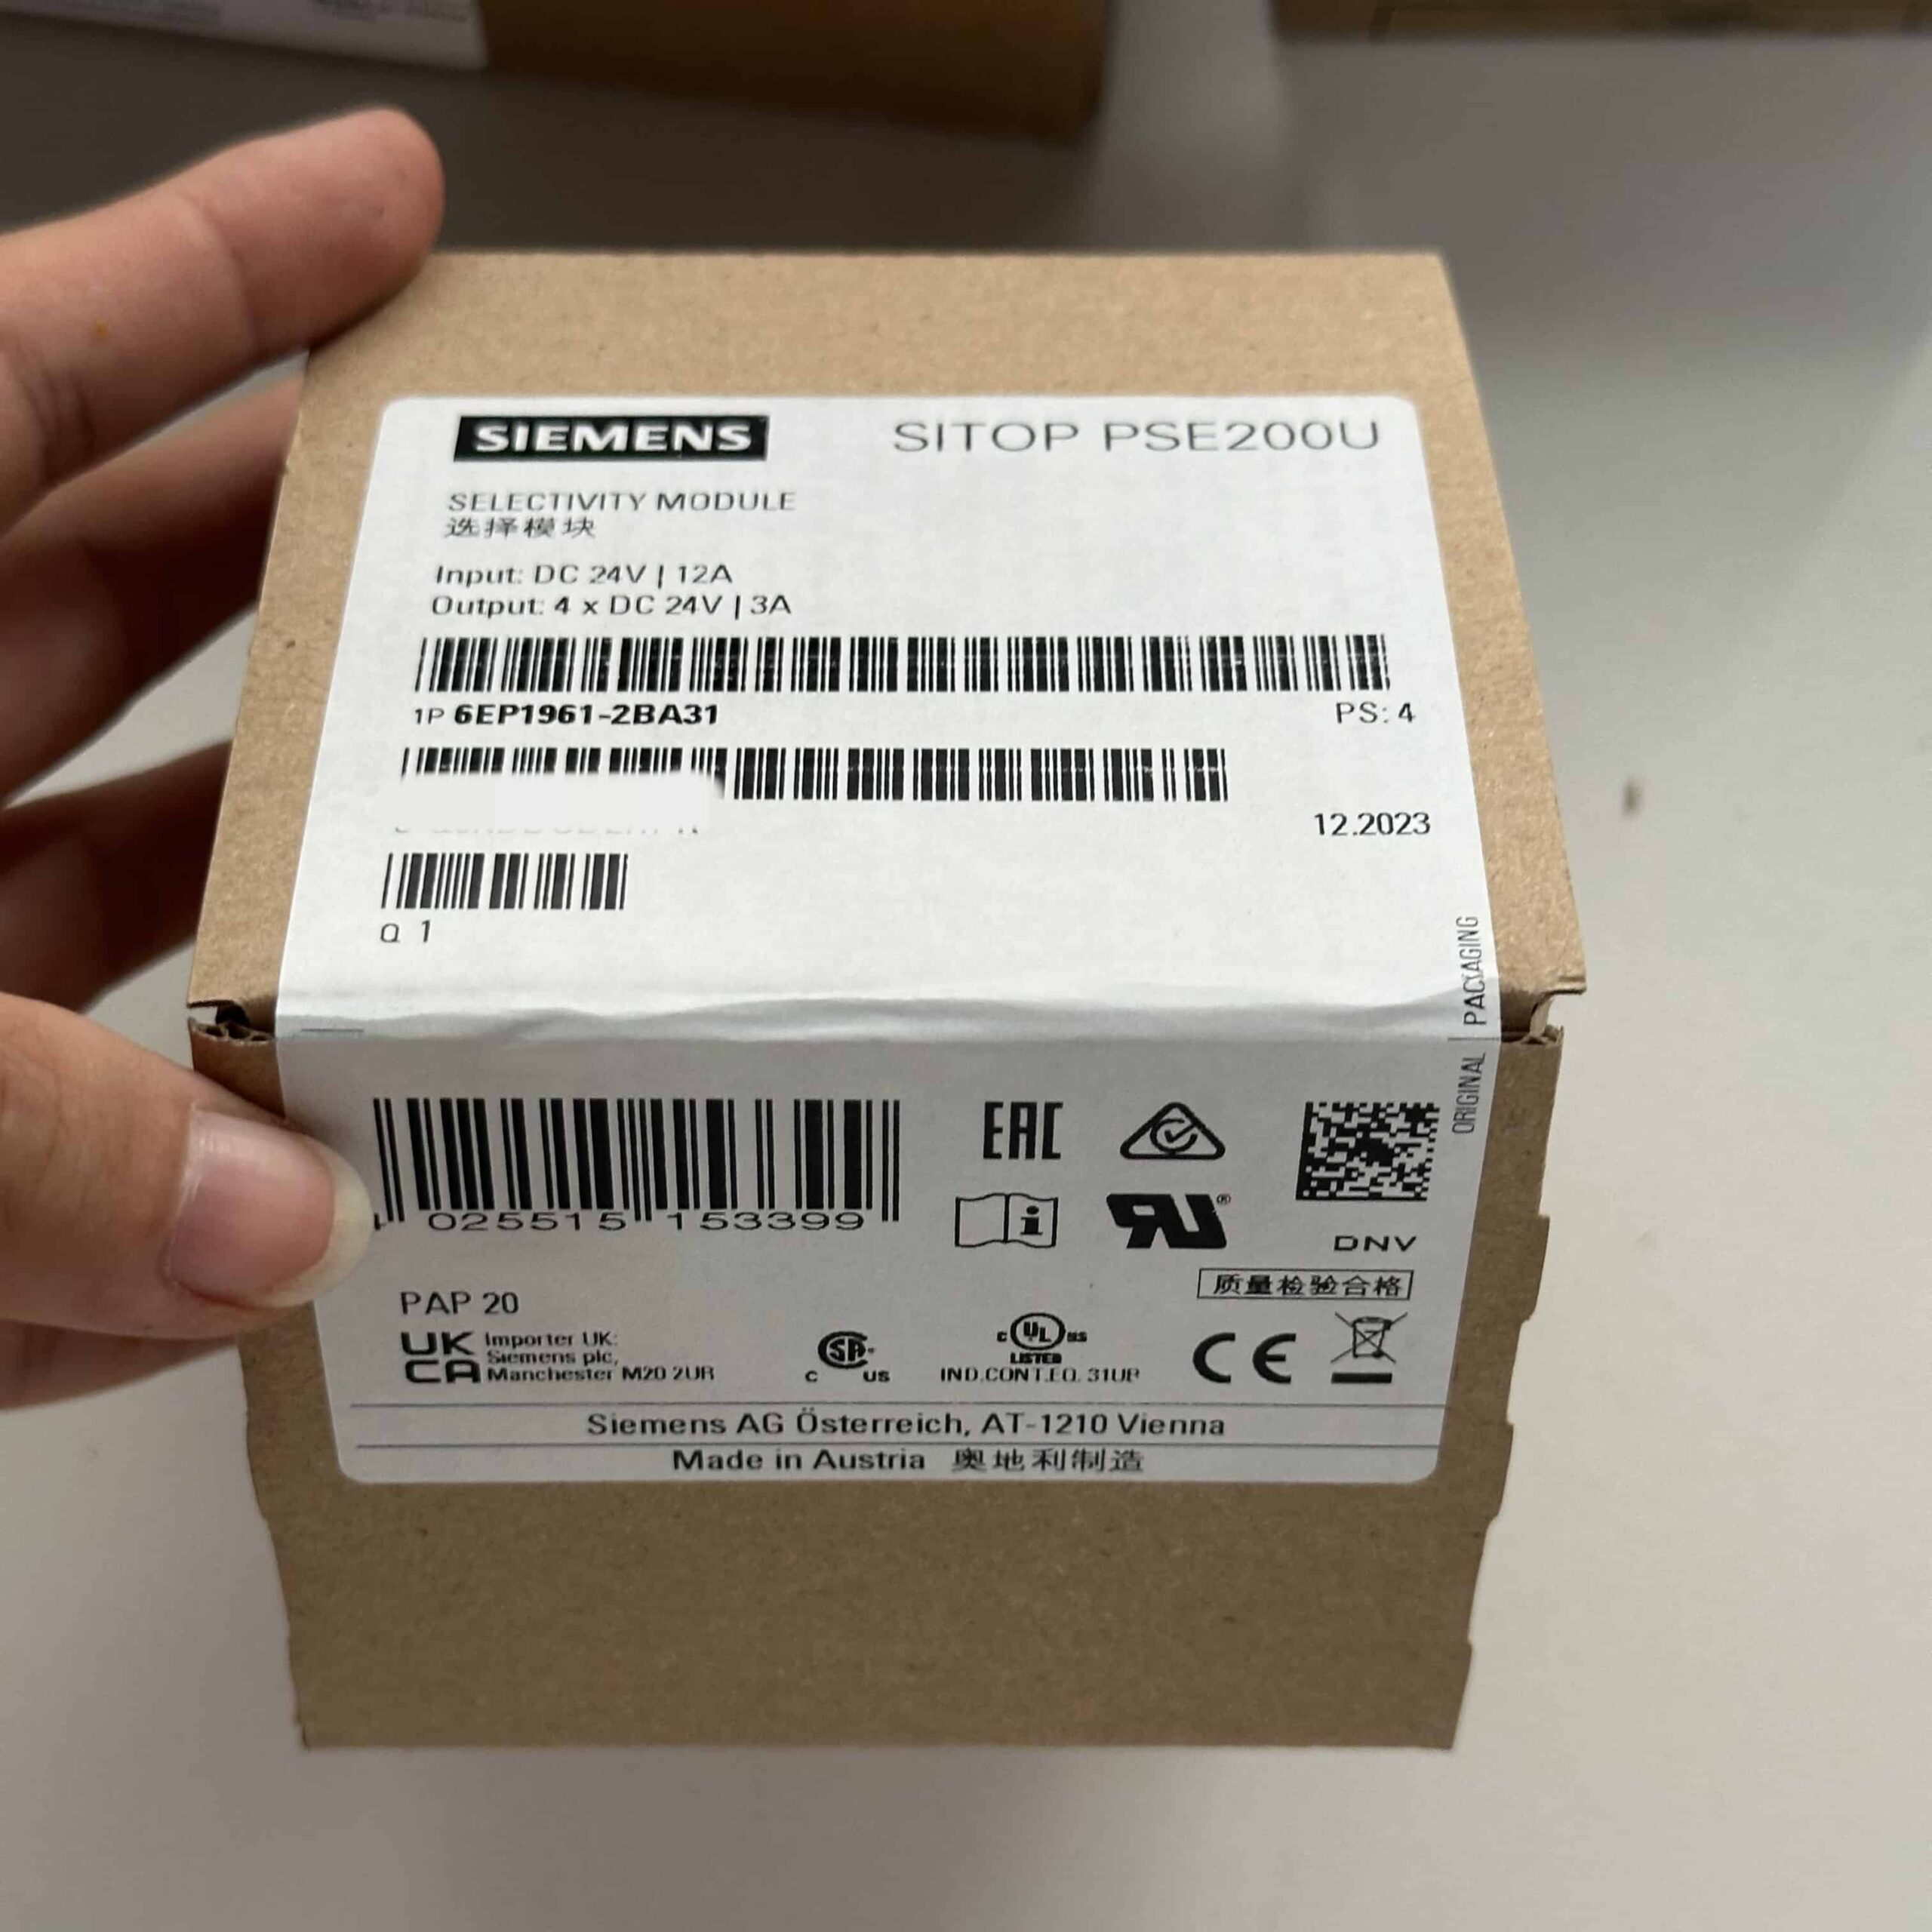 SIEMENS
SITOP PSE200U
SELECTIVITY MODULE
选择模块
Input: DC 24V | 12A
Output: 4 x DC 24V | 3A
1P 6EP1961-2BA31
PS: 4
12.2023
Q 1
ORIGINAL | PACKAGING
025515 153399
EAC
i
RU®
DNV
质量检验合格
PAP 20
UK
CA
Importer UK:
Siemens plc,
Manchester M20 2UR
SA
C US
C UL US
LISTED
IND.CONT.EQ. 31UP
CE
Siemens AG Österreich, AT-1210 Vienna
Made in Austria 奥地利制造